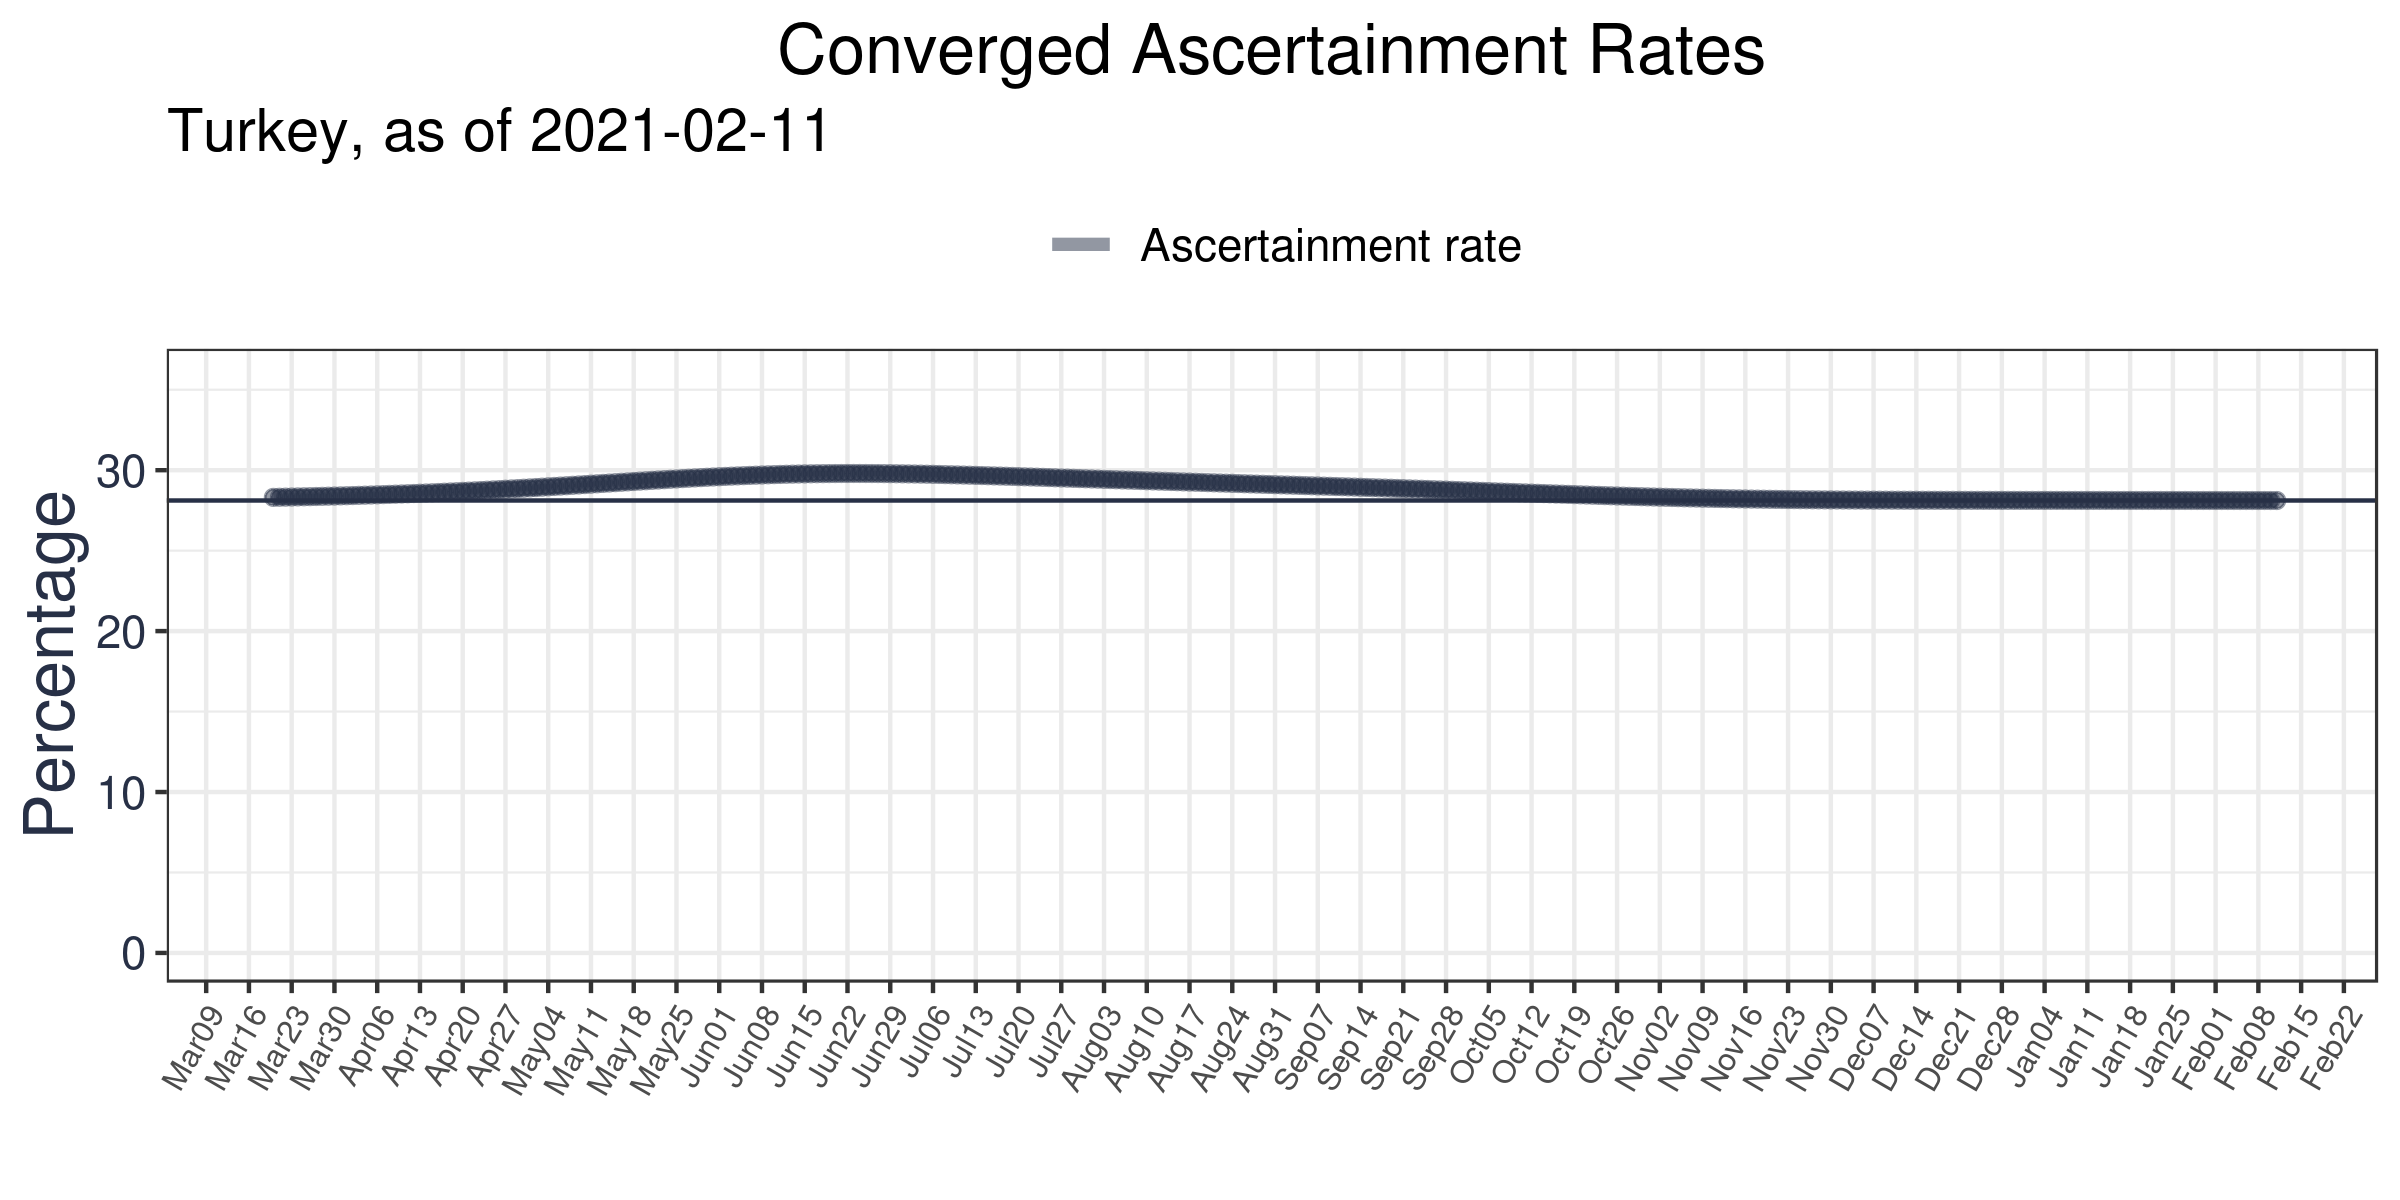 Converged Ascertainment Rates
Turkey, as of 2021-02-11
Ascertainment rate
Percentage
30
20
10
0
Mar09
Mar16
Mar23
Mar30
Apr06
Apr13
Apr20
Apr27
May04
May11
May18
May25
Jun01
Jun08
Jun15
Jun22
Jun29
Jul06
Jul13
Jul20
Jul27
Aug03
Aug10
Aug17
Aug24
Aug31
Sep07
Sep14
Sep21
Sep28
Oct05
Oct12
Oct19
Oct26
Nov02
Nov09
Nov16
Nov23
Nov30
Dec07
Dec14
Dec21
Dec28
Jan04
Jan11
Jan18
Jan25
Feb01
Feb08
Feb15
Feb22